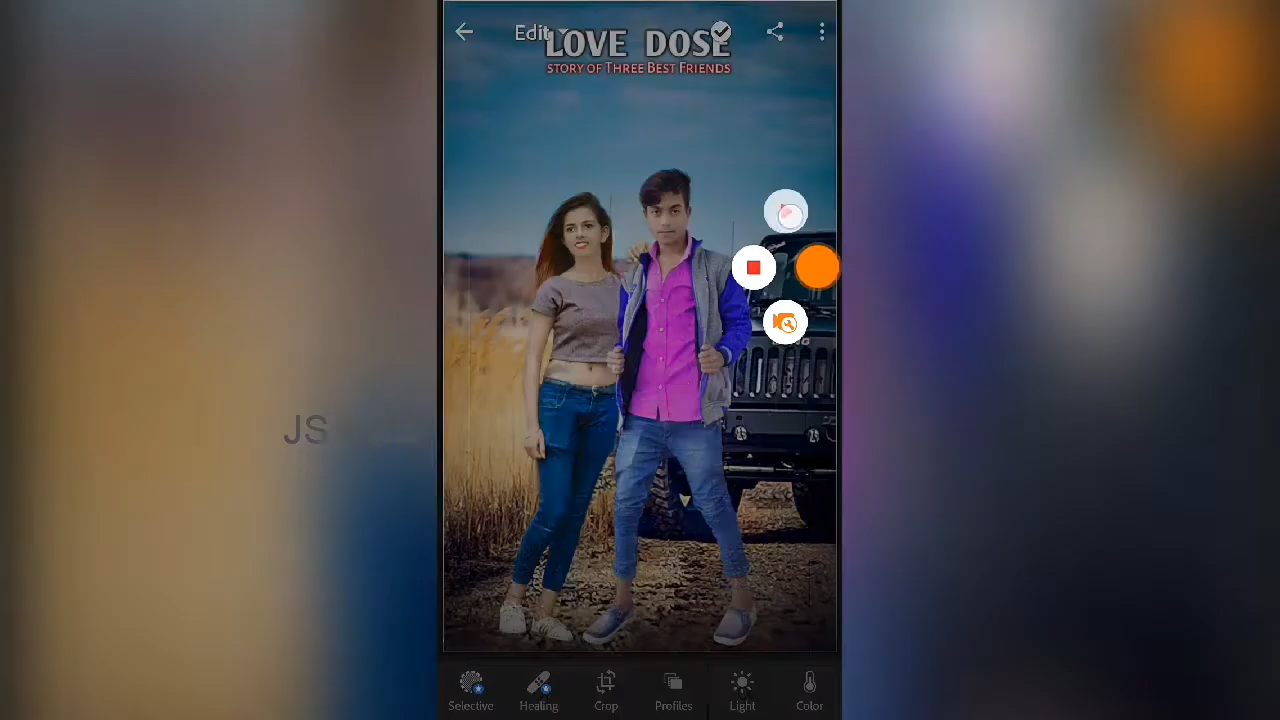 Edit
LOVE DOSE
STORY OF THREE BEST FRIENDS
JS
Selective
Healing
Crop
Profiles
Light
Color